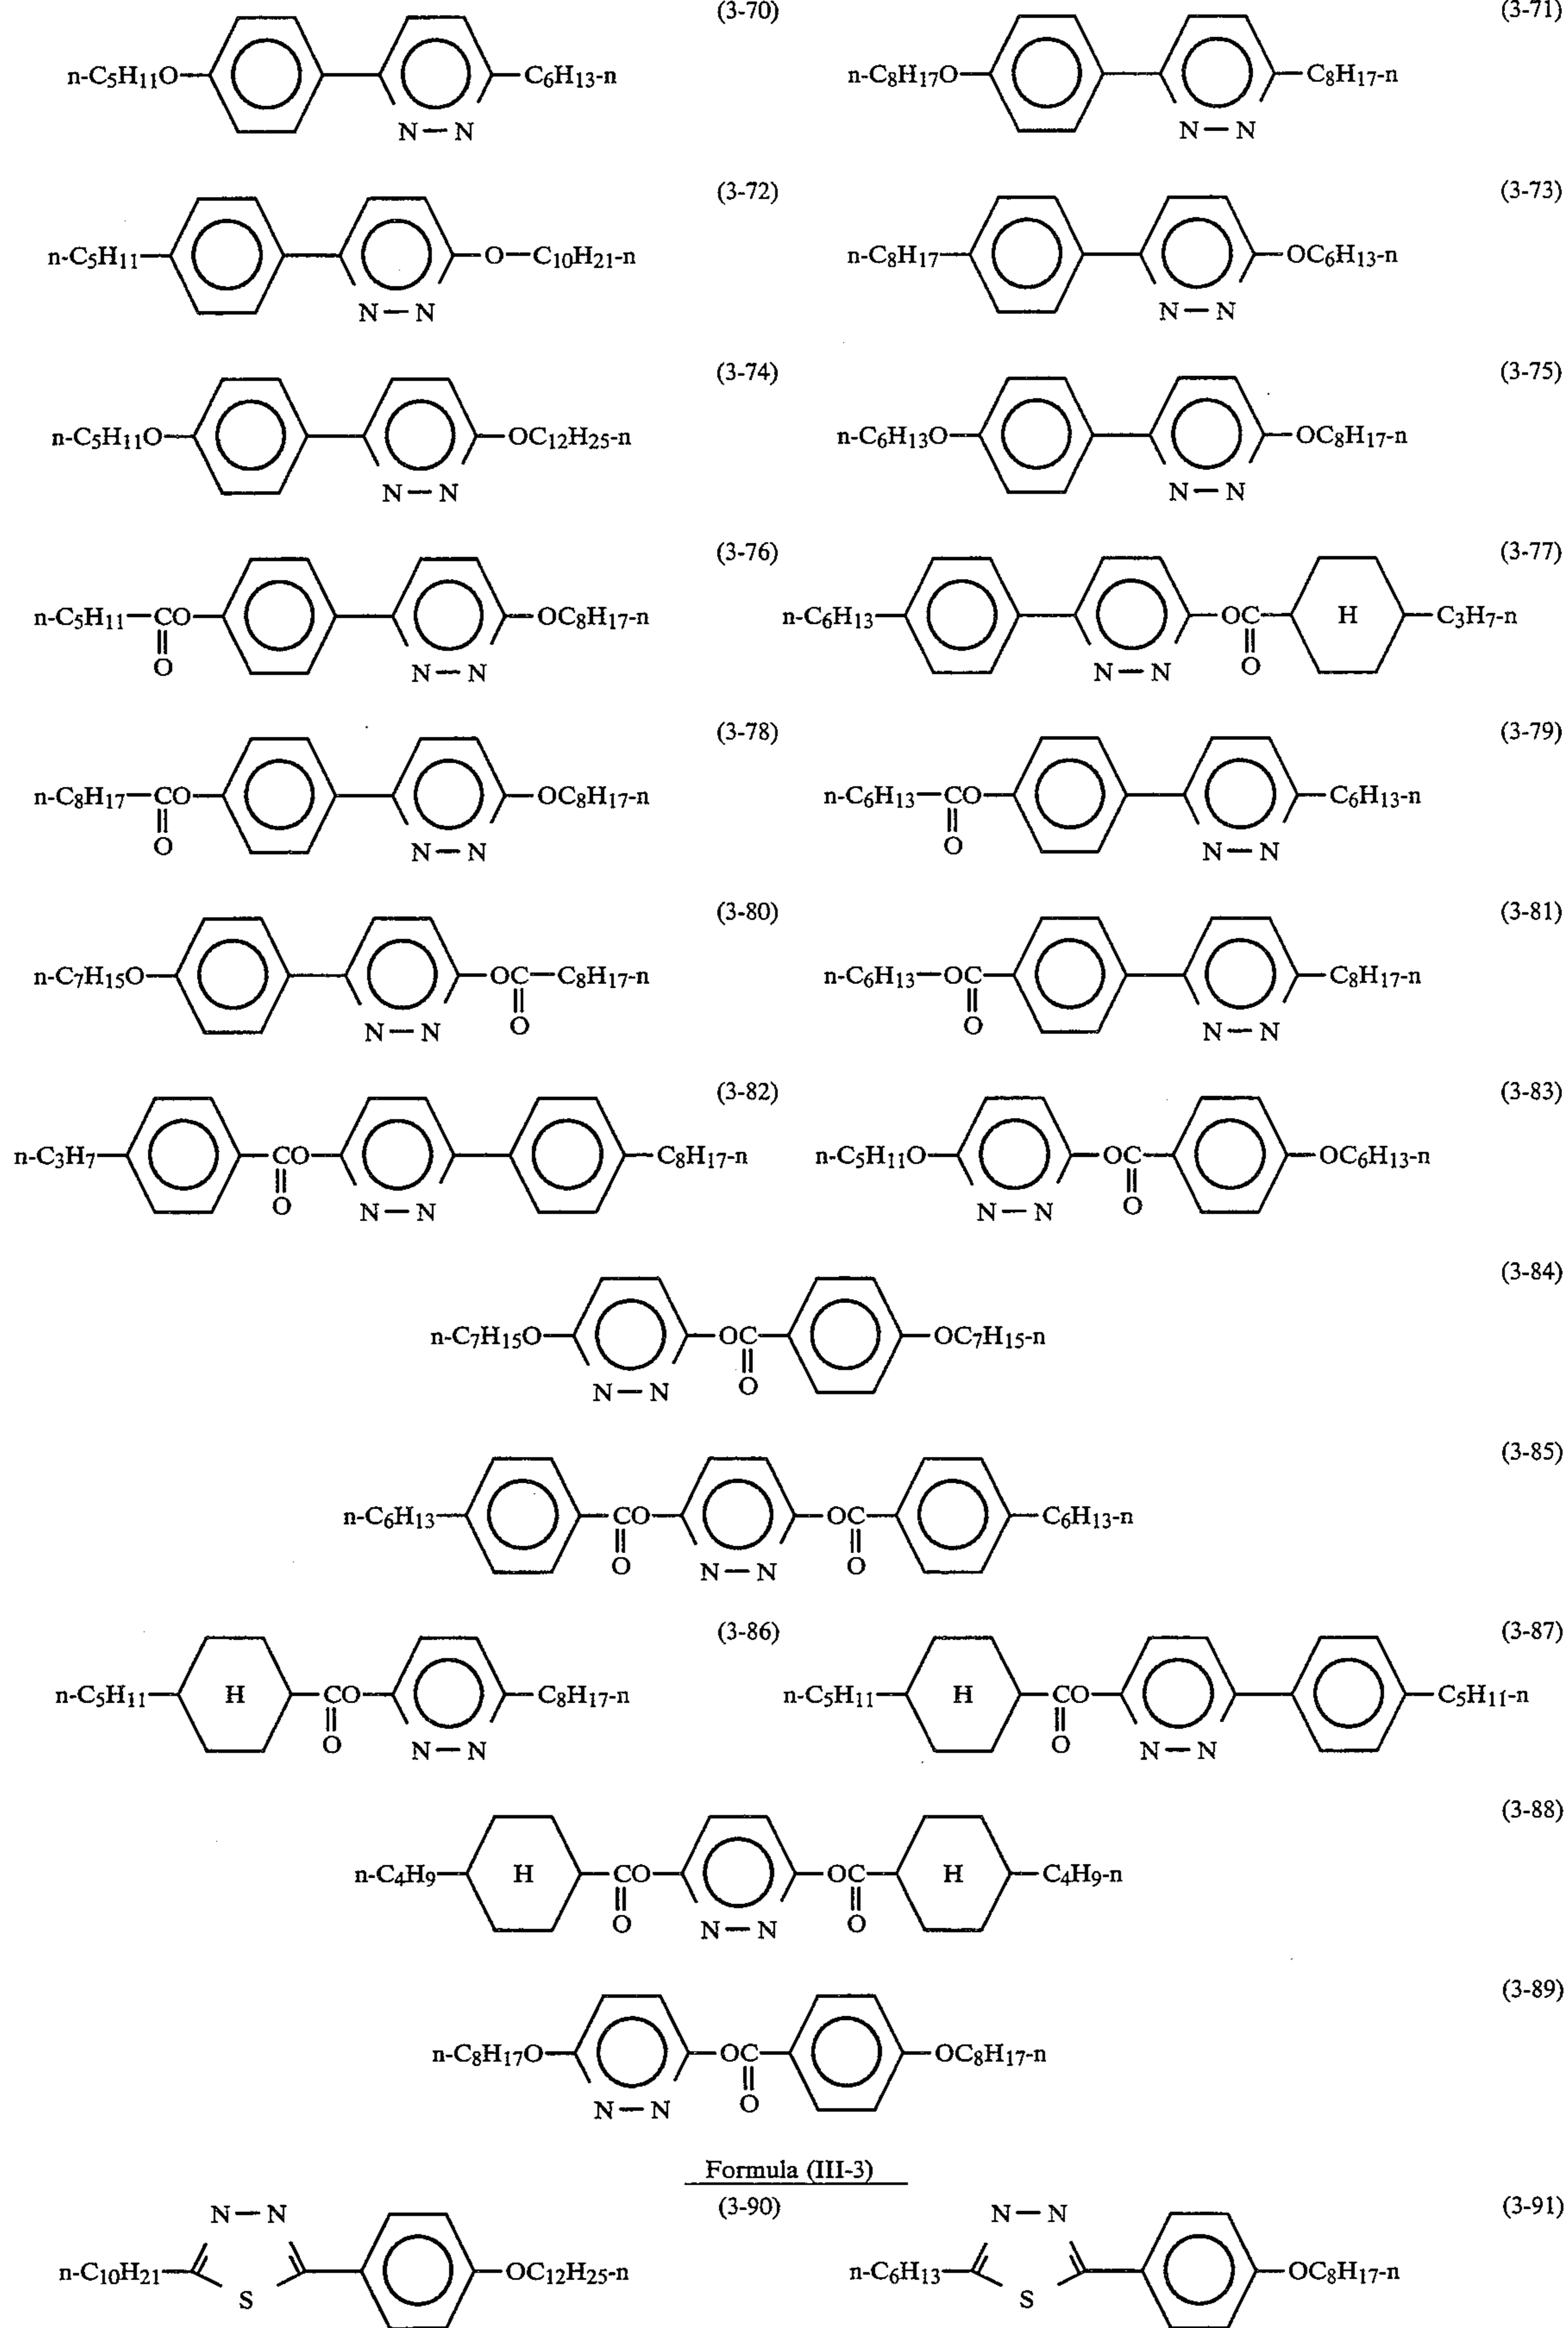 (3-70) (3-71)
n-C5H11O C6H13-n n-C8H17O C8H17-n
N — N N — N
(3-72) (3-73)
n-C5H11 O—C10H21-n n-C8H17 OC6H13-n
N — N N — N
(3-74) (3-75)
n-C5H11O OC12H25-n n-C6H13O OC8H17-n
N — N N — N
(3-76) (3-77)
n-C5H11—CO OC8H17-n n-C6H13 OC H C3H7-n
O N — N N — N O
(3-78) (3-79)
n-C8H17—CO OC8H17-n n-C6H13—CO C6H13-n
O N — N O N — N
(3-80) (3-81)
n-C7H15O OC—C8H17-n n-C6H13—OC C8H17-n
N — N O O N — N
(3-82) (3-83)
n-C3H7 CO C8H17-n n-C5H11O OC OC6H13-n
O N — N N — N O
(3-84)
n-C7H15O OC OC7H15-n
N — N O
(3-85)
n-C6H13 CO OC C6H13-n
O N — N O
(3-86) (3-87)
n-C5H11 H CO C8H17-n n-C5H11 H CO C5H11-n
O N — N O N — N
(3-88)
n-C4H9 H CO OC H C4H9-n
O N — N O
(3-89)
n-C8H17O OC OC8H17-n
N — N O
Formula (III-3)
(3-90) (3-91)
N — N N — N
n-C10H21 OC12H25-n n-C6H13 OC8H17-n
S S